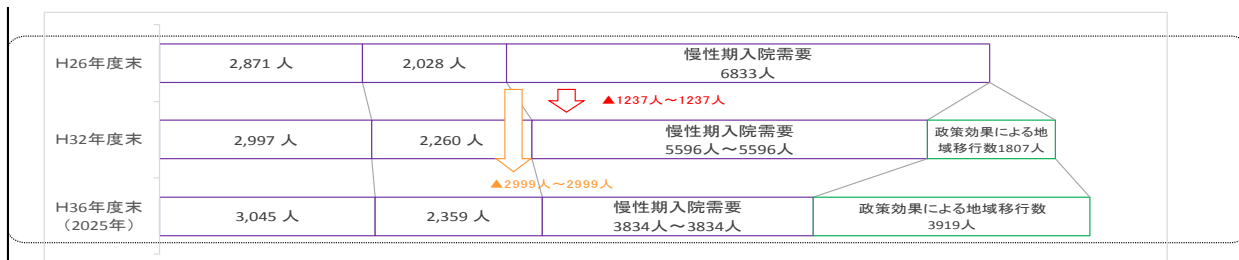 H26年度末
2,871 人
2,028 人
慢性期入院需要
6833人
▲1237人～1237人
H32年度末
2,997 人
2,260 人
慢性期入院需要
5596人～5596人
政策効果による地
域移行数1807人
▲2999人～2999人
H36年度末
(2025年)
3,045 人
2,359 人
慢性期入院需要
3834人～3834人
政策効果による地域移行数
3919人